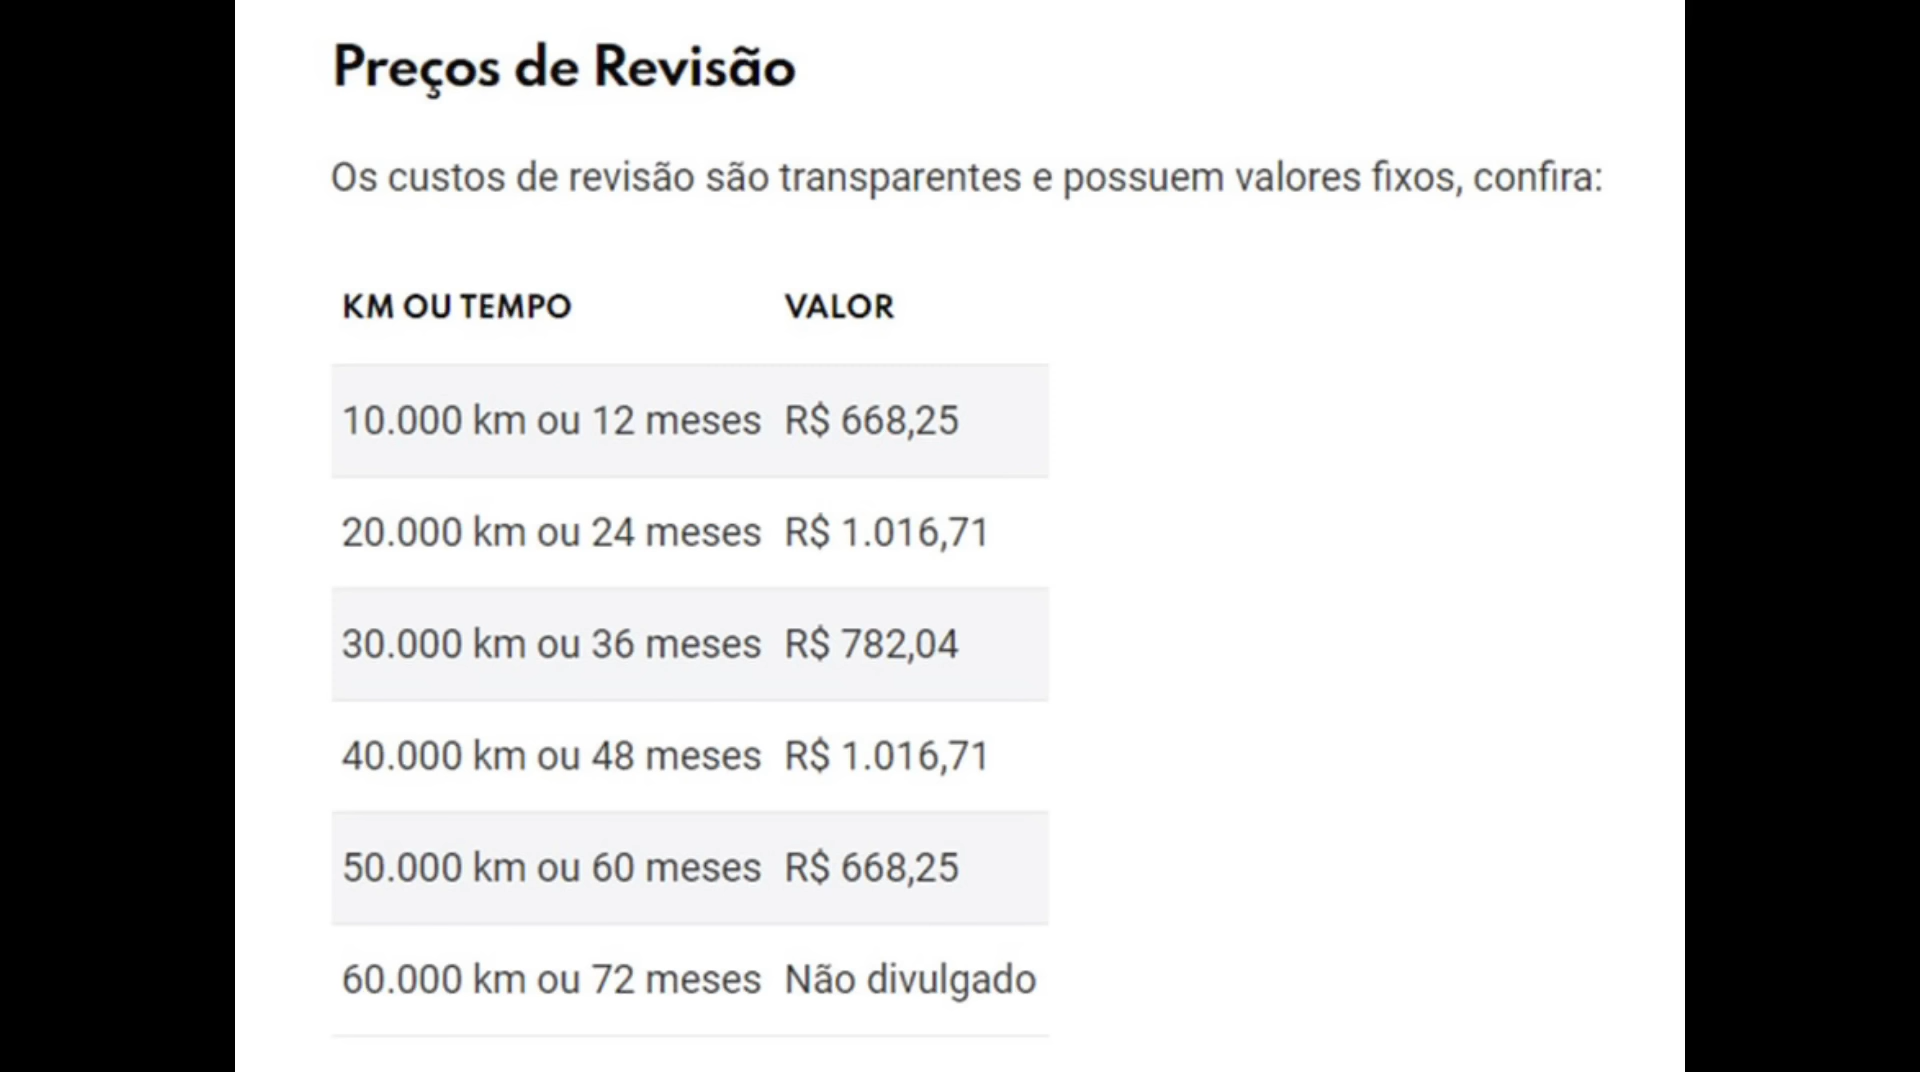 Preços de Revisão
Os custos de revisão são transparentes e possuem valores fixos, confira:
KM OU TEMPO VALOR
10.000 km ou 12 meses R$ 668,25
20.000 km ou 24 meses R$ 1.016,71
30.000 km ou 36 meses R$ 782,04
40.000 km ou 48 meses R$ 1.016,71
50.000 km ou 60 meses R$ 668,25
60.000 km ou 72 meses Não divulgado